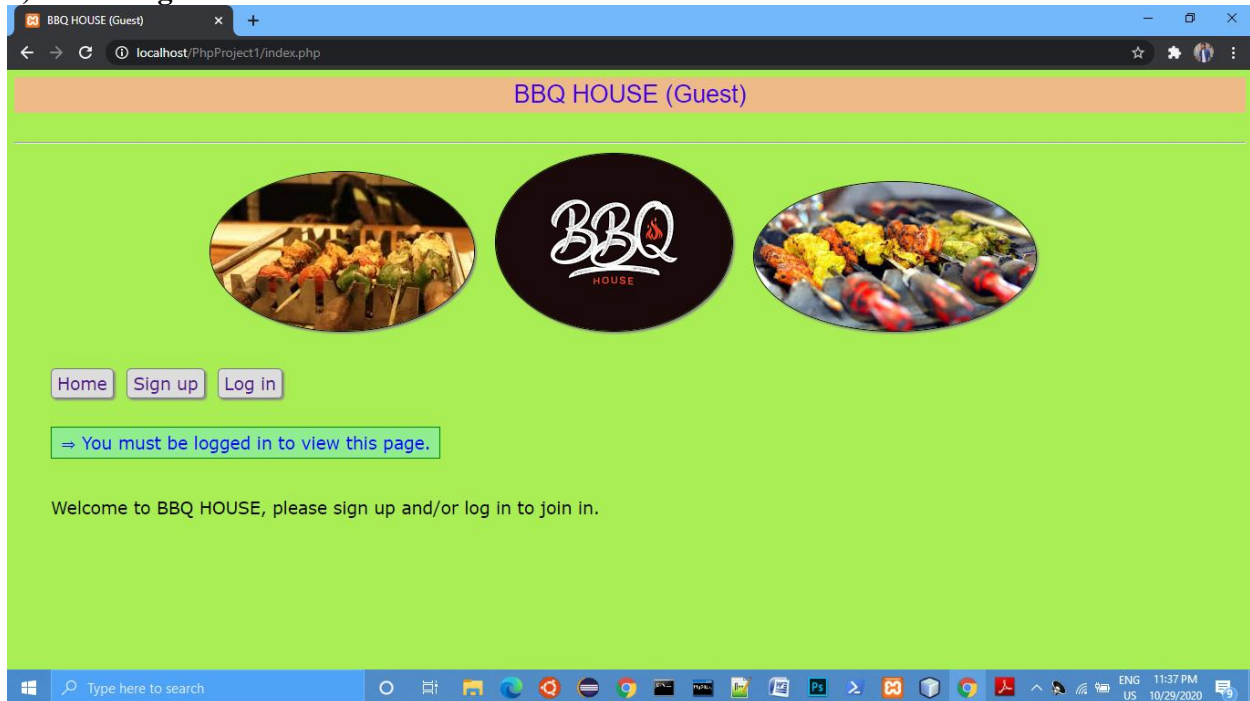 BBQ HOUSE (Guest)
localhost/PhpProject1/index.php
BBQ HOUSE (Guest)
BBQ
HOUSE
Home Sign up Log in
⇒ You must be logged in to view this page.
Welcome to BBQ HOUSE, please sign up and/or log in to join in.
Type here to search
Ps
ENG 11:37 PM
US 10/29/2020
9